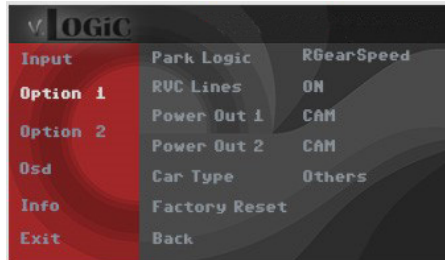 V.LOGiC
Input
Option 1
Option 2
Osd
Info
Exit
Park Logic RGearSpeed
RVC Lines ON
Power Out 1 CAM
Power Out 2 CAM
Car Type Others
Factory Reset
Back